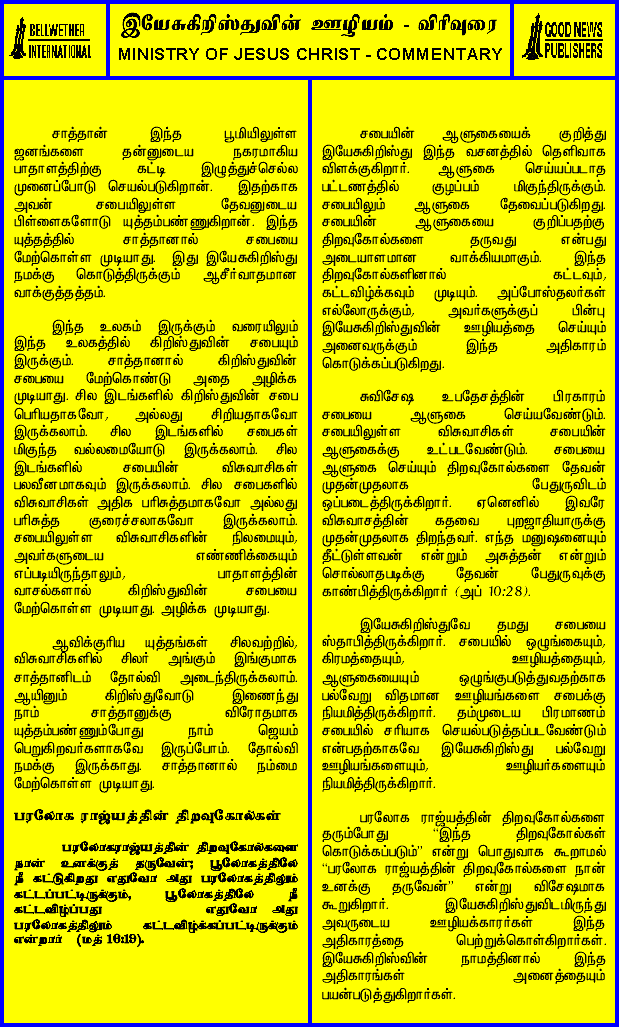 BELLWETHER
INTERNATIONAL
இயேசுகிறிஸ்துவின் ஊழியம் - விரிவுரை
MINISTRY OF JESUS CHRIST - COMMENTARY
GOOD NEWS
PUBLISHERS
சாத்தான் இந்த பூமியிலுள்ள
ஜனங்களை தன்னுடைய நகரமாகிய
பாதாளத்திற்கு கட்டி இழுத்துச்செல்ல
முனைப்போடு செயல்படுகிறான். இதற்காக
அவன் சபையிலுள்ள தேவனுடைய
பிள்ளைகளோடு யுத்தம்பண்ணுகிறான். இந்த
யுத்தத்தில் சாத்தானால் சபையை
மேற்கொள்ள முடியாது. இது இயேசுகிறிஸ்து
நமக்கு கொடுத்திருக்கும் ஆசீர்வாதமான
வாக்குத்தத்தம்.
இந்த உலகம் இருக்கும் வரையிலும்
இந்த உலகத்தில் கிறிஸ்துவின் சபையும்
இருக்கும். சாத்தானால் கிறிஸ்துவின்
சபையை மேற்கொண்டு அதை அழிக்க
முடியாது. சில இடங்களில் கிறிஸ்துவின் சபை
பெரியதாகவோ, அல்லது சிறியதாகவோ
இருக்கலாம். சில இடங்களில் சபைகள்
மிகுந்த வல்லமையோடு இருக்கலாம். சில
இடங்களில் சபையின் விசுவாசிகள்
பலவீனமாகவும் இருக்கலாம். சில சபைகளில்
விசுவாசிகள் அதிக பரிசுத்தமாகவோ அல்லது
பரிசுத்த குறைச்சலாகவோ இருக்கலாம்.
சபையிலுள்ள விசுவாசிகளின் நிலமையும்,
அவர்களுடைய எண்ணிக்கையும்
எப்படியிருந்தாலும், பாதாளத்தின்
வாசல்களால் கிறிஸ்துவின் சபையை
மேற்கொள்ள முடியாது. அழிக்க முடியாது.
ஆவிக்குரிய யுத்தங்கள் சிலவற்றில்,
விசுவாசிகளில் சிலர் அங்கும் இங்குமாக
சாத்தானிடம் தோல்வி அடைந்திருக்கலாம்.
ஆயினும் கிறிஸ்துவோடு இணைந்து
நாம் சாத்தானுக்கு விரோதமாக
யுத்தம்பண்ணும்போது நாம் ஜெயம்
பெறுகிறவர்களாகவே இருப்போம். தோல்வி
நமக்கு இருக்காது. சாத்தானால் நம்மை
மேற்கொள்ள முடியாது.
பரலோக ராஜ்யத்தின் திறவுகோல்கள்
பரலோகராஜ்யத்தின் திறவுகோல்களை
நான் உனக்குத் தருவேன்; பூலோகத்திலே
நீ கட்டுகிறது எதுவோ அது பரலோகத்திலும்
கட்டப்பட்டிருக்கும், பூலோகத்திலே நீ
கட்டவிழ்ப்பது எதுவோ அது
பரலோகத்திலும் கட்டவிழ்க்கப்பட்டிருக்கும்
என்றார் (மத் 16:19).
சபையின் ஆளுகையைக் குறித்து
இயேசுகிறிஸ்து இந்த வசனத்தில் தெளிவாக
விளக்குகிறார். ஆளுகை செய்யப்படாத
பட்டணத்தில் குழப்பம் மிகுந்திருக்கும்.
சபையிலும் ஆளுகை தேவைப்படுகிறது.
சபையின் ஆளுகையை குறிப்பதற்கு
திறவுகோல்களை தருவது என்பது
அடையாளமான வாக்கியமாகும். இந்த
திறவுகோல்களினால் கட்டவும்,
கட்டவிழ்க்கவும் முடியும். அப்போஸ்தலர்கள்
எல்லோருக்கும், அவர்களுக்குப் பின்பு
இயேசுகிறிஸ்துவின் ஊழியத்தை செய்யும்
அனைவருக்கும் இந்த அதிகாரம்
கொடுக்கப்படுகிறது.
சுவிசேஷ உபதேசத்தின் பிரகாரம்
சபையை ஆளுகை செய்யவேண்டும்.
சபையிலுள்ள விசுவாசிகள் சபையின்
ஆளுகைக்கு உட்படவேண்டும். சபையை
ஆளுகை செய்யும் திறவுகோல்களை தேவன்
முதன்முதலாக பேதுருவிடம்
ஒப்படைத்திருக்கிறார். ஏனெனில் இவரே
விசுவாசத்தின் கதவை புறஜாதியாருக்கு
முதன்முதலாக திறந்தவர். எந்த மனுஷனையும்
தீட்டுள்ளவன் என்றும் அசுத்தன் என்றும்
சொல்லாதபடிக்கு தேவன் பேதுருவுக்கு
காண்பித்திருக்கிறார் (அப் 10:28).
இயேசுகிறிஸ்துவே தமது சபையை
ஸ்தாபித்திருக்கிறார். சபையில் ஒழுங்கையும்,
கிரமத்தையும், ஊழியத்தையும்,
ஆளுகையையும் ஒழுங்குபடுத்துவதற்காக
பல்வேறு விதமான ஊழியங்களை சபைக்கு
நியமித்திருக்கிறார். தம்முடைய பிரமாணம்
சபையில் சரியாக செயல்படுத்தப்படவேண்டும்
என்பதற்காகவே இயேசுகிறிஸ்து பல்வேறு
ஊழியங்களையும், ஊழியர்களையும்
நியமித்திருக்கிறார்.
பரலோக ராஜ்யத்தின் திறவுகோல்களை
தரும்போது “இந்த திறவுகோல்கள்
கொடுக்கப்படும்” என்று பொதுவாக கூறாமல்
“பரலோக ராஜ்யத்தின் திறவுகோல்களை நான்
உனக்கு தருவேன்” என்று விசேஷமாக
கூறுகிறார். இயேசுகிறிஸ்துவிடமிருந்து
அவருடைய ஊழியக்காரர்கள் இந்த
அதிகாரத்தை பெற்றுக்கொள்கிறார்கள்.
இயேசுகிறிஸ்வின் நாமத்தினால் இந்த
அதிகாரங்கள் அனைத்தையும்
பயன்படுத்துகிறார்கள்.